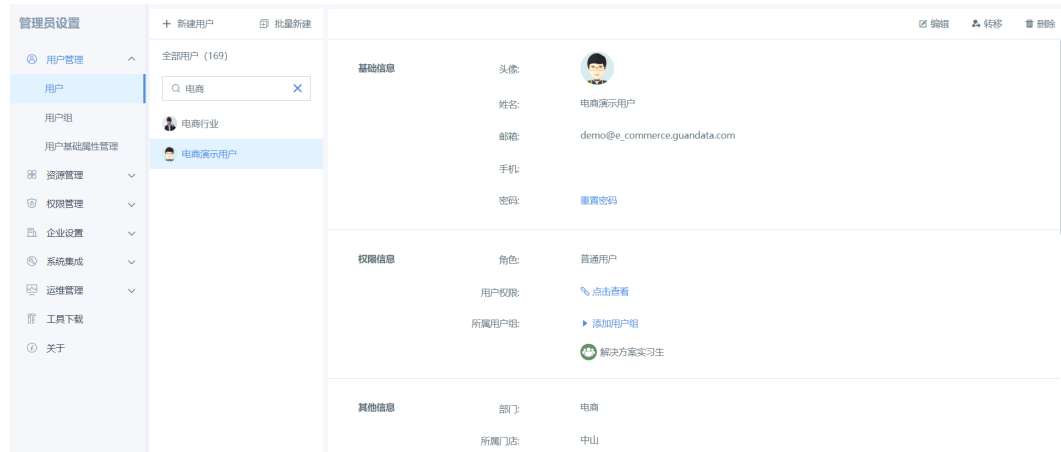 管理员设置
用户管理
用户
用户组
用户基础属性管理
资源管理
权限管理
企业设置
系统集成
运维管理
工具下载
关于
新建用户 批量新建
全部用户（169）
电商
电商行业
电商演示用户
编辑 转移 删除
基础信息
头像:
姓名: 电商演示用户
邮箱: demo@e_commerce.guandata.com
手机:
密码: 重置密码
权限信息
角色: 普通用户
用户权限: 点击查看
所属用户组: 添加用户组
解决方案实习生
其他信息
部门: 电商
所属门店: 中山